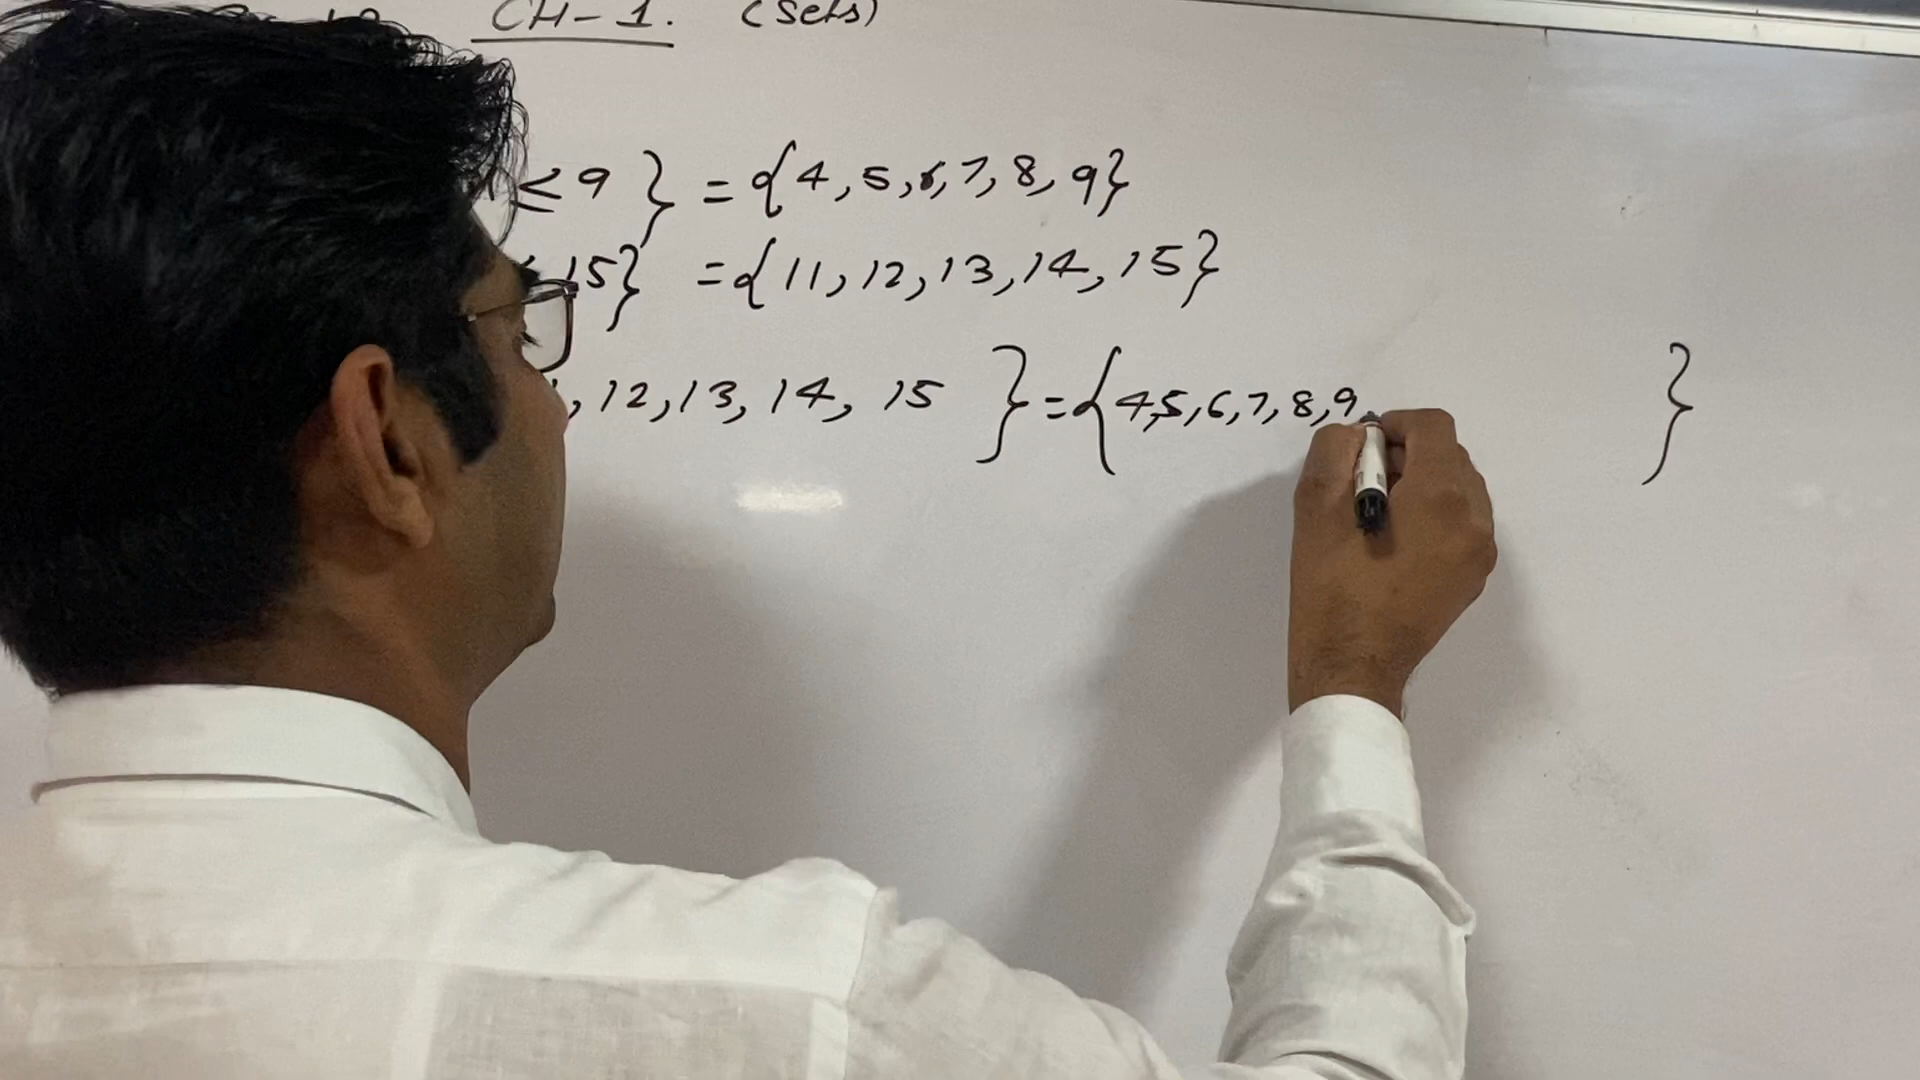 CH-1. (Sets)
≤ 9 } = {4, 5, 6, 7, 8, 9}
15} = {11, 12, 13, 14, 15}
, 12, 13, 14, 15 } = {4,5,6,7,8,9 }